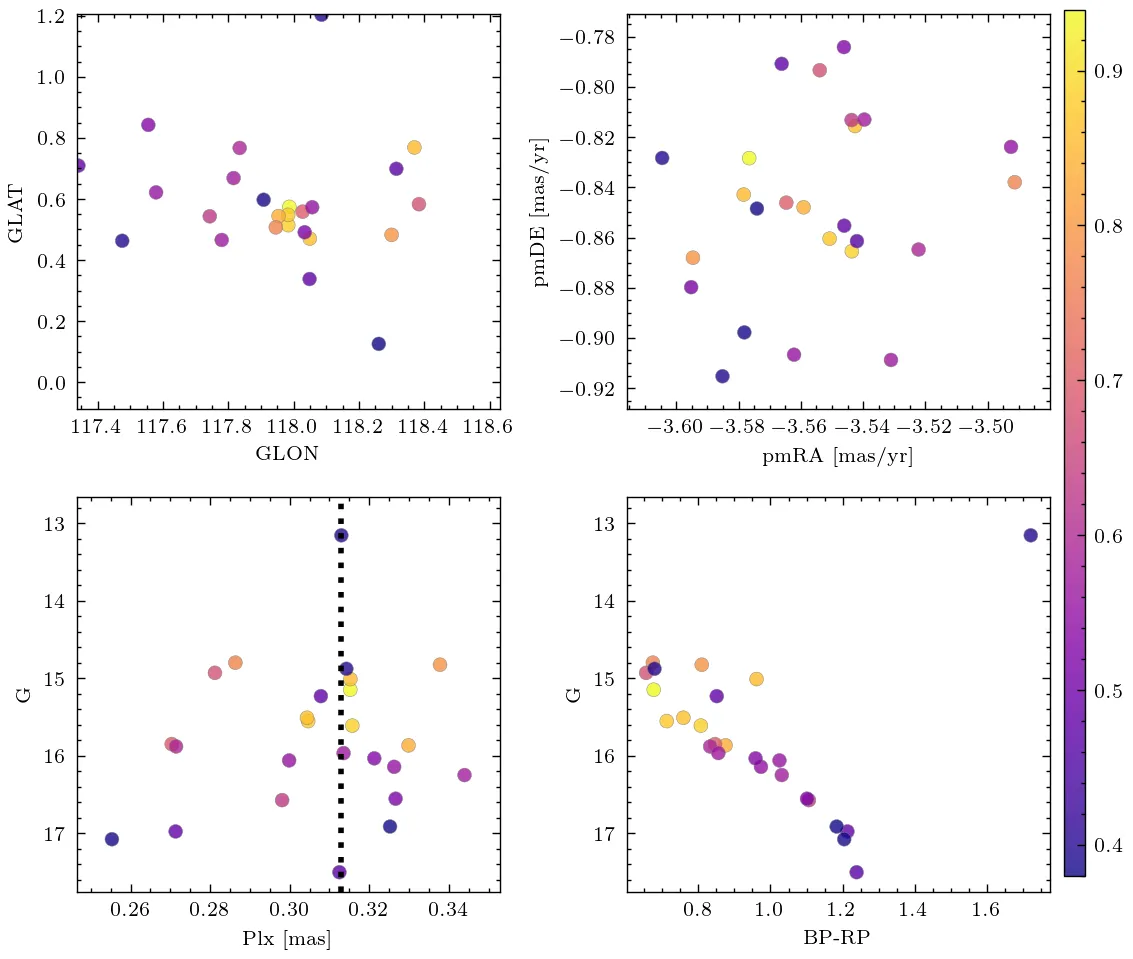 1.2
1.0
0.8
0.6
0.4
0.2
0.0
GLAT
117.4 117.6 117.8 118.0 118.2 118.4 118.6
GLON
−0.78
−0.80
−0.82
−0.84
−0.86
−0.88
−0.90
−0.92
pmDE [mas/yr]
−3.60 −3.58 −3.56 −3.54 −3.52 −3.50
pmRA [mas/yr]
0.9
0.8
0.7
0.6
0.5
0.4
13
14
15
16
17
G
0.26 0.28 0.30 0.32 0.34
Plx [mas]
13
14
15
16
17
G
0.8 1.0 1.2 1.4 1.6
BP-RP